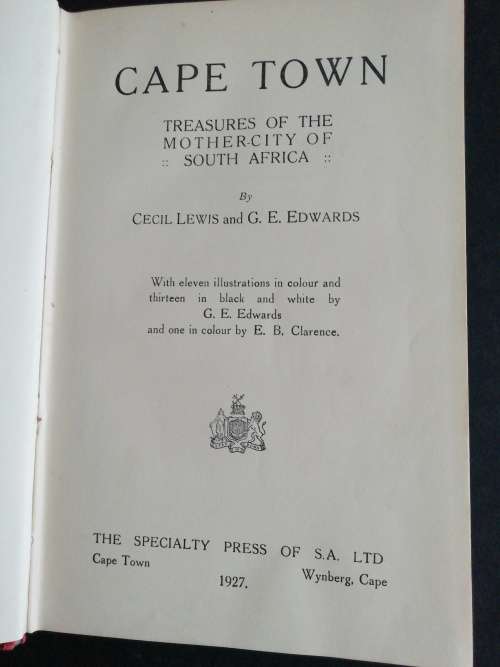 CAPE TOWN
TREASURES OF THE
MOTHER-CITY OF
:: SOUTH AFRICA ::
By
CECIL LEWIS and G. E. EDWARDS
With eleven illustrations in colour and
thirteen in black and white by
G. E. Edwards
and one in colour by E. B. Clarence.
THE SPECIALTY PRESS OF S.A. LTD
Cape Town Wynberg, Cape
1927.